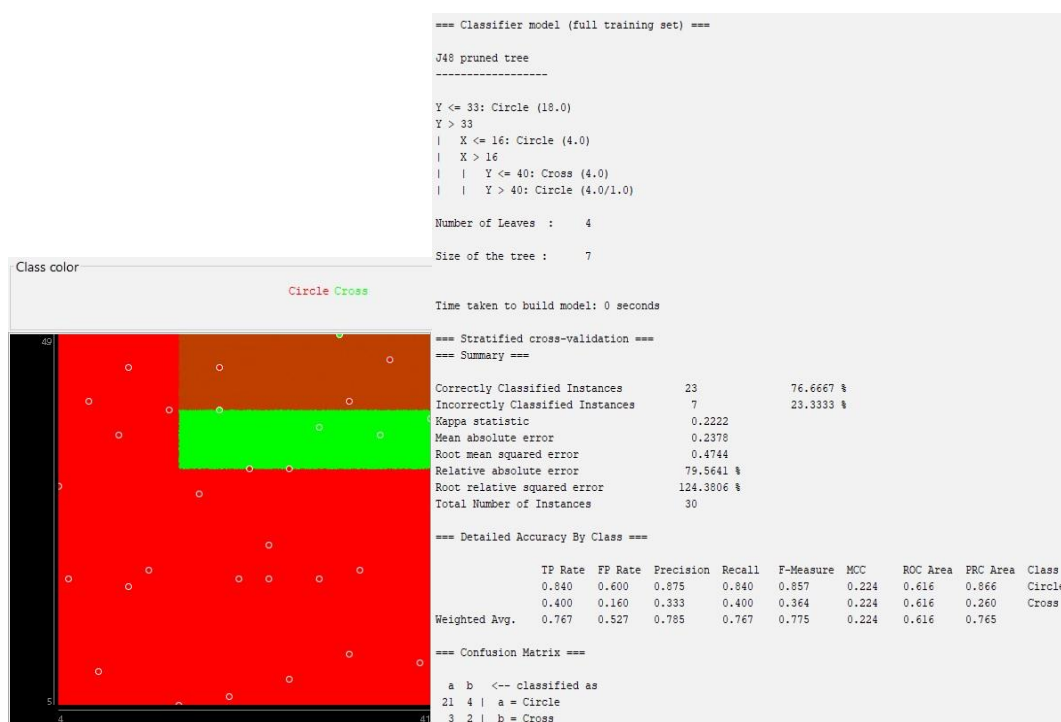 === Classifier model (full training set) ===
J48 pruned tree
------------------
Y <= 33: Circle (18.0)
Y > 33
|   X <= 16: Circle (4.0)
|   X > 16
|   |   Y <= 40: Cross (4.0)
|   |   Y > 40: Circle (4.0/1.0)
Number of Leaves  :     4
Size of the tree :      7
Time taken to build model: 0 seconds
=== Stratified cross-validation ===
=== Summary ===
Correctly Classified Instances          23               76.6667 %
Incorrectly Classified Instances         7               23.3333 %
Kappa statistic                          0.2222
Mean absolute error                      0.2378
Root mean squared error                  0.4744
Relative absolute error                 79.5641 %
Root relative squared error            124.3806 %
Total Number of Instances               30
=== Detailed Accuracy By Class ===
TP Rate  FP Rate  Precision  Recall   F-Measure  MCC      ROC Area  PRC Area  Class
0.840    0.600    0.875      0.840    0.857      0.224    0.616     0.866     Circle
0.400    0.160    0.333      0.400    0.364      0.224    0.616     0.260     Cross
Weighted Avg.    0.767    0.527    0.785      0.767    0.775      0.224    0.616     0.765
=== Confusion Matrix ===
a  b   <-- classified as
21  4 |  a = Circle
3  2 |  b = Cross
Class color
Circle Cross
49
5
4
41